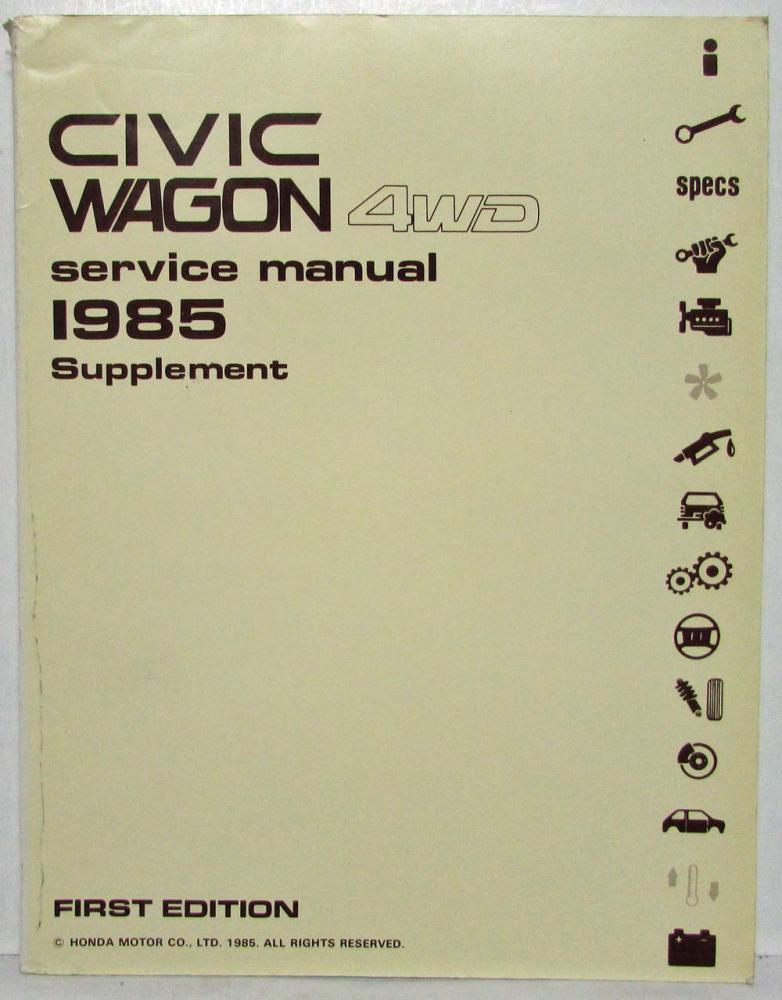 CIVIC
WAGON 4WD
service manual
1985
Supplement
specs
FIRST EDITION
© HONDA MOTOR CO., LTD. 1985. ALL RIGHTS RESERVED.